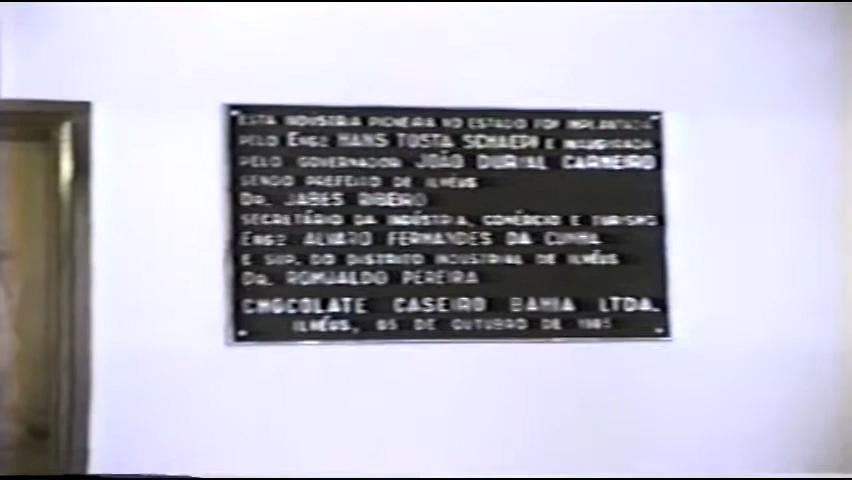 ESTA INDÚSTRIA PIONEIRA NO ESTADO FOI IMPLANTADA
PELO ENGº HANS TOSTA SCHAEPI E INAUGURADA
PELO GOVERNADOR JOÃO DURVAL CARNEIRO
SENDO PREFEITO DE ILHÉUS
DR. JABES RIBEIRO
SECRETÁRIO DA INDÚSTRIA, COMÉRCIO E TURISMO
ENGº ALVARO FERNANDES DA CUNHA
E SUP. DO DISTRITO INDUSTRIAL DE ILHÉUS
DR. ROMUALDO PEREIRA
CHOCOLATE CASEIRO BAHIA LTDA.
ILHÉUS, 05 DE OUTUBRO DE 1985